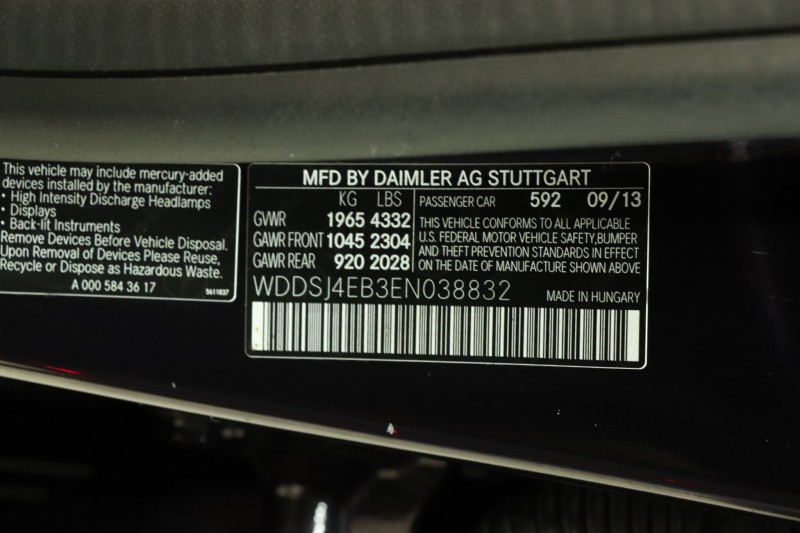 This vehicle may include mercury-added
devices installed by the manufacturer:
• High Intensity Discharge Headlamps
• Displays
• Back-lit Instruments
Remove Devices Before Vehicle Disposal.
Upon Removal of Devices Please Reuse,
Recycle or Dispose as Hazardous Waste.
A 000 584 36 17
5611837
MFD BY DAIMLER AG STUTTGART
KG LBS
GVWR 1965 4332
GAWR FRONT 1045 2304
GAWR REAR 920 2028
PASSENGER CAR 592 09/13
THIS VEHICLE CONFORMS TO ALL APPLICABLE
U.S. FEDERAL MOTOR VEHICLE SAFETY,BUMPER
AND THEFT PREVENTION STANDARDS IN EFFECT
ON THE DATE OF MANUFACTURE SHOWN ABOVE
WDDSJ4EB3EN038832 MADE IN HUNGARY